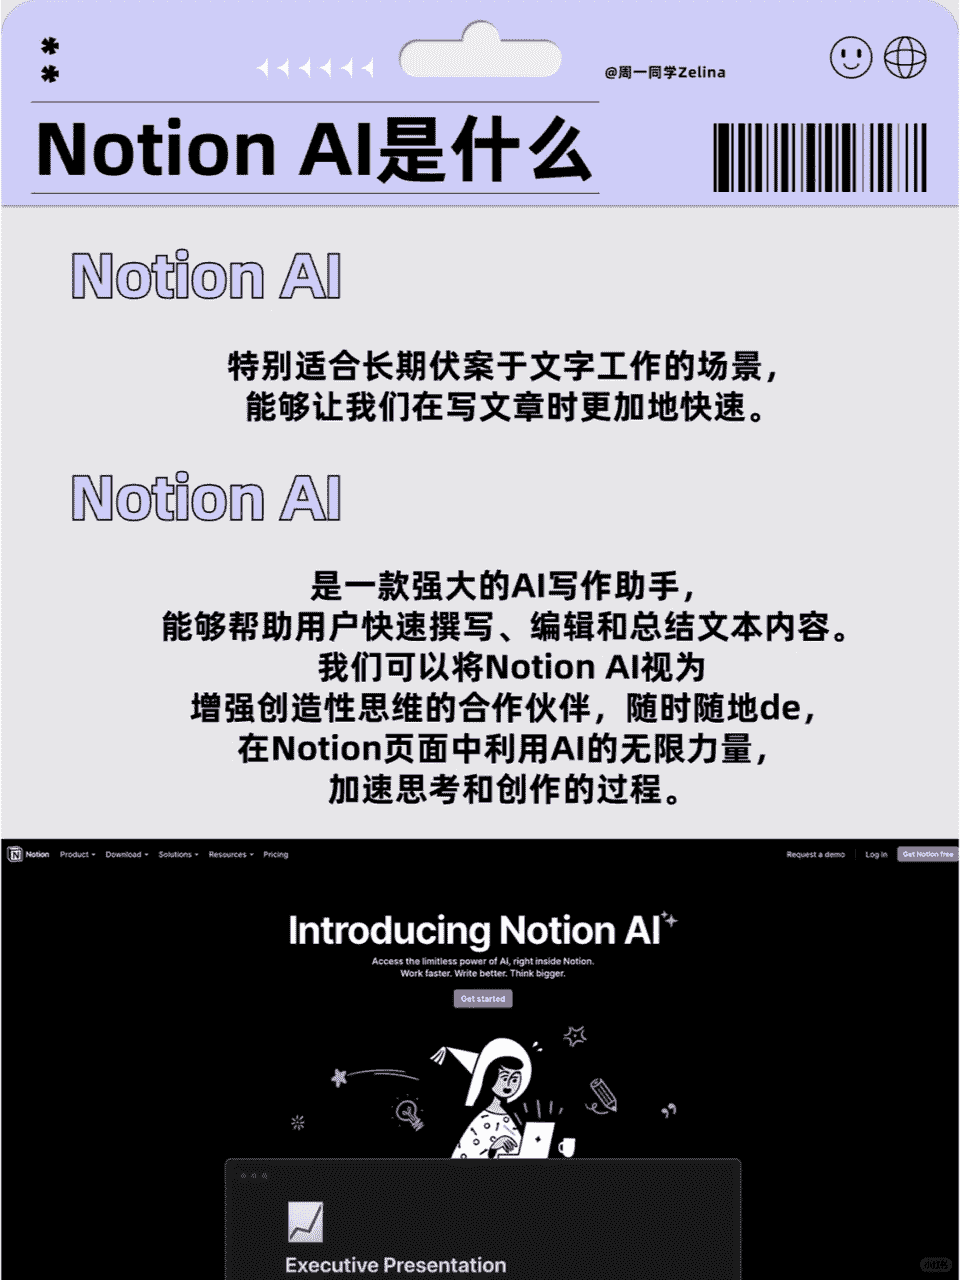 @周一同学Zelina
Notion AI是什么
Notion AI
特别适合长期伏案于文字工作的场景，
能够让我们在写文章时更加地快速。
Notion AI
是一款强大的AI写作助手，
能够帮助用户快速撰写、编辑和总结文本内容。
我们可以将Notion AI视为
增强创造性思维的合作伙伴，随时随地de，
在Notion页面中利用AI的无限力量，
加速思考和创作的过程。
Notion Product Download Solutions Resources Pricing Request a demo Log in Get Notion free
Introducing Notion AI
Access the limitless power of AI, right inside Notion.
Work faster. Write better. Think bigger.
Get started
Executive Presentation
小红书